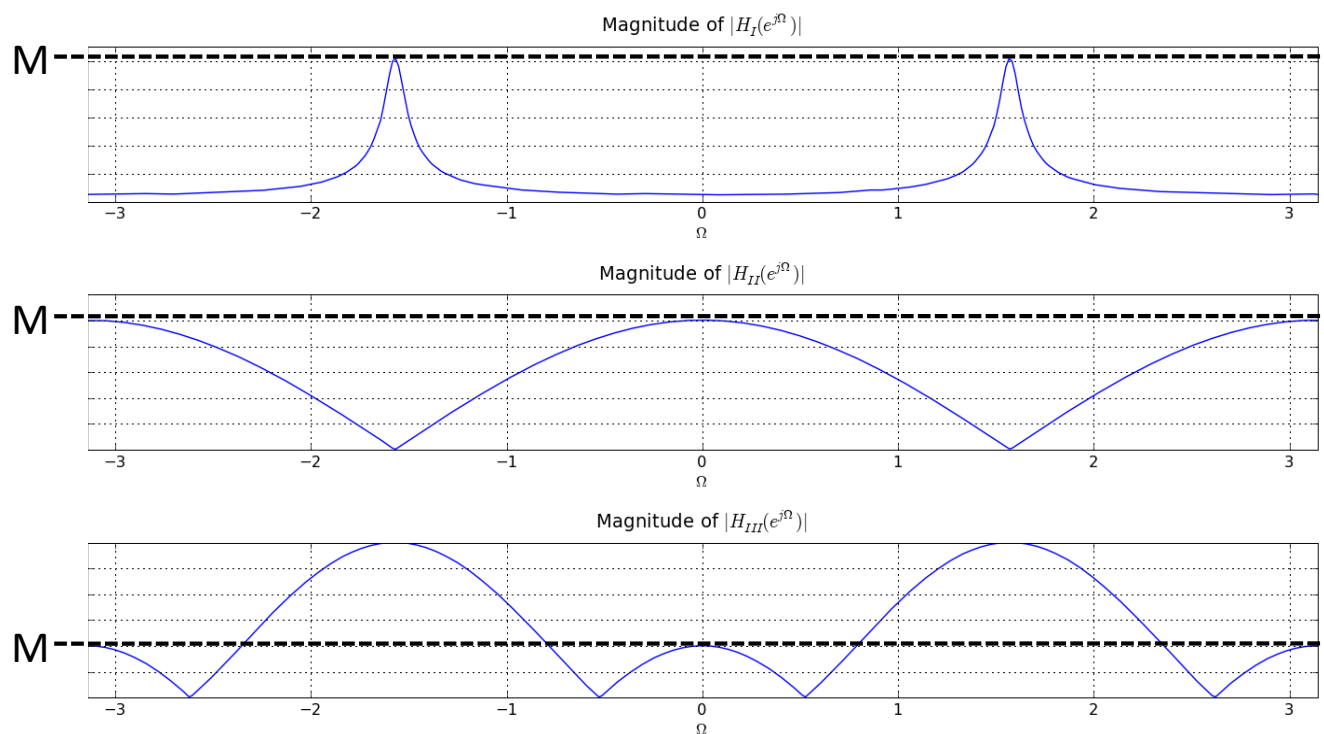 Magnitude of |H_I(e^{jΩ})|
M
−3 −2 −1 0 1 2 3
Ω
Magnitude of |H_{II}(e^{jΩ})|
M
−3 −2 −1 0 1 2 3
Ω
Magnitude of |H_{III}(e^{jΩ})|
M
−3 −2 −1 0 1 2 3
Ω